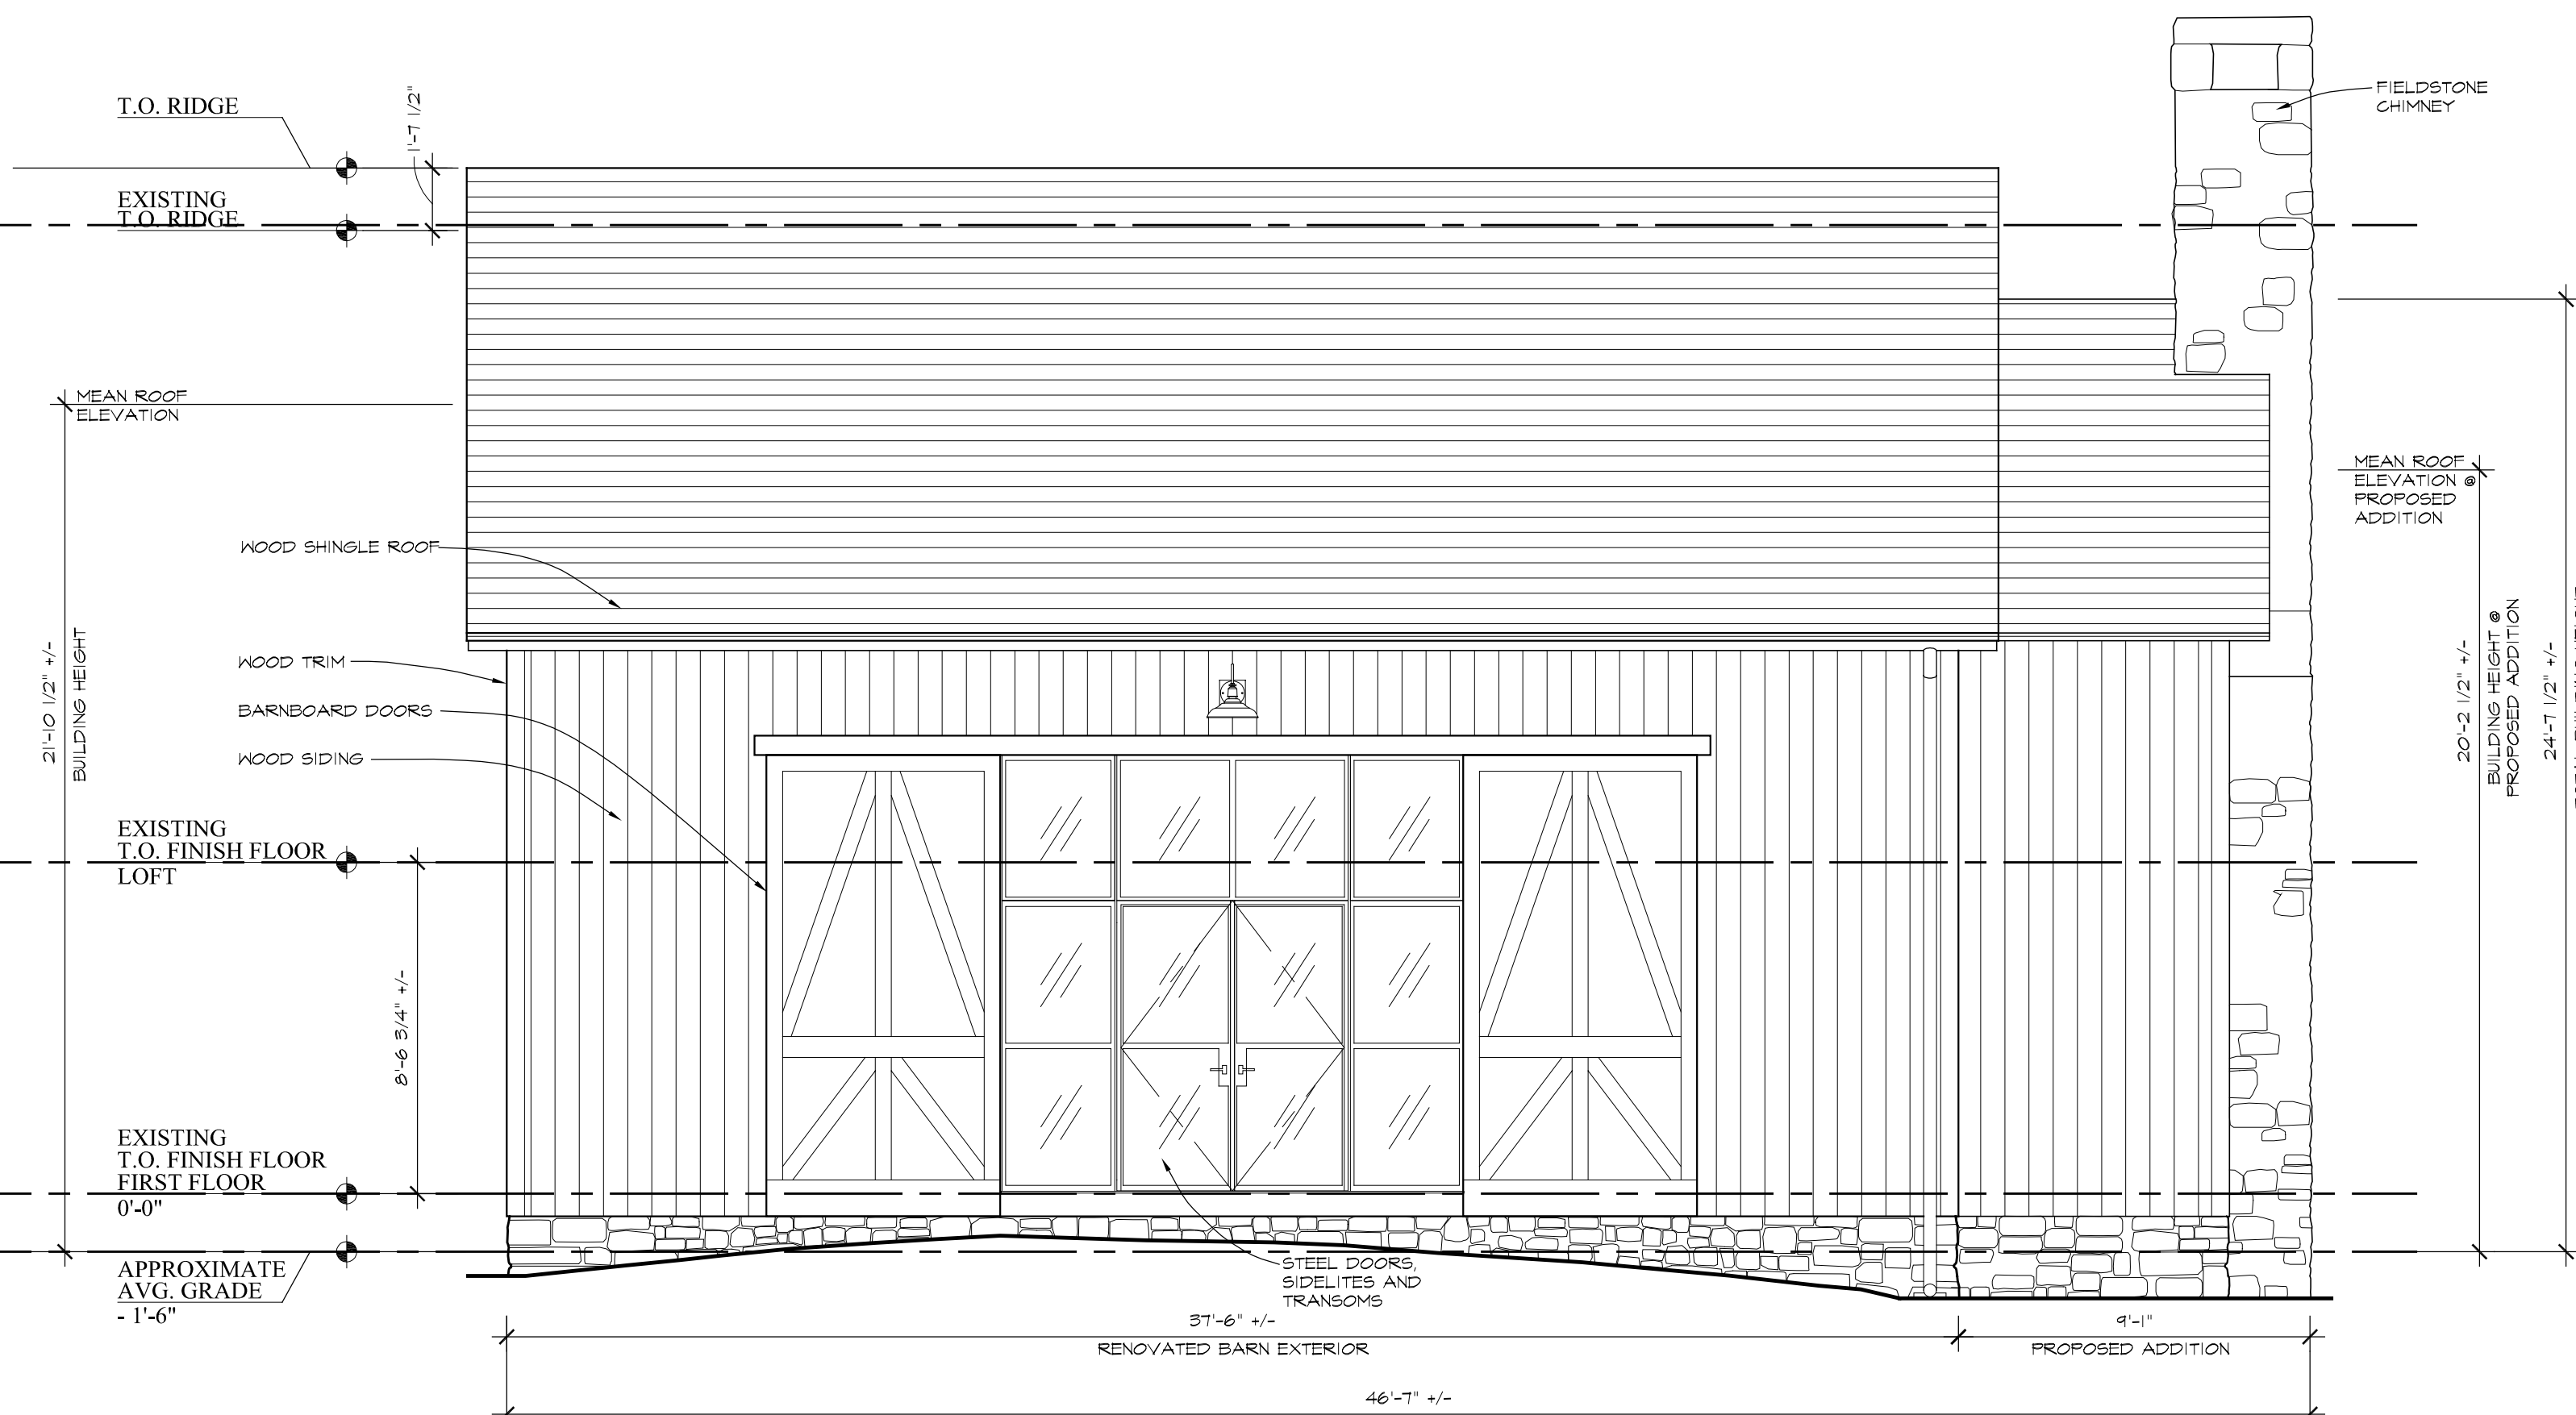 T.O. RIDGE
1'-7 1/2"
FIELDSTONE
CHIMNEY
EXISTING
T.O. RIDGE
MEAN ROOF
ELEVATION
MEAN ROOF
ELEVATION @
PROPOSED
ADDITION
WOOD SHINGLE ROOF
WOOD TRIM
BARNBOARD DOORS
WOOD SIDING
21'-10 1/2" +/-
BUILDING HEIGHT
20'-2 1/2" +/-
BUILDING HEIGHT @
PROPOSED ADDITION
24'-7 1/2" +/-
EXISTING
T.O. FINISH FLOOR
LOFT
8'-6 3/4" +/-
EXISTING
T.O. FINISH FLOOR
FIRST FLOOR
0'-0"
APPROXIMATE
AVG. GRADE
- 1'-6"
STEEL DOORS,
SIDELITES AND
TRANSOMS
37'-6" +/-
RENOVATED BARN EXTERIOR
9'-1"
PROPOSED ADDITION
46'-7" +/-